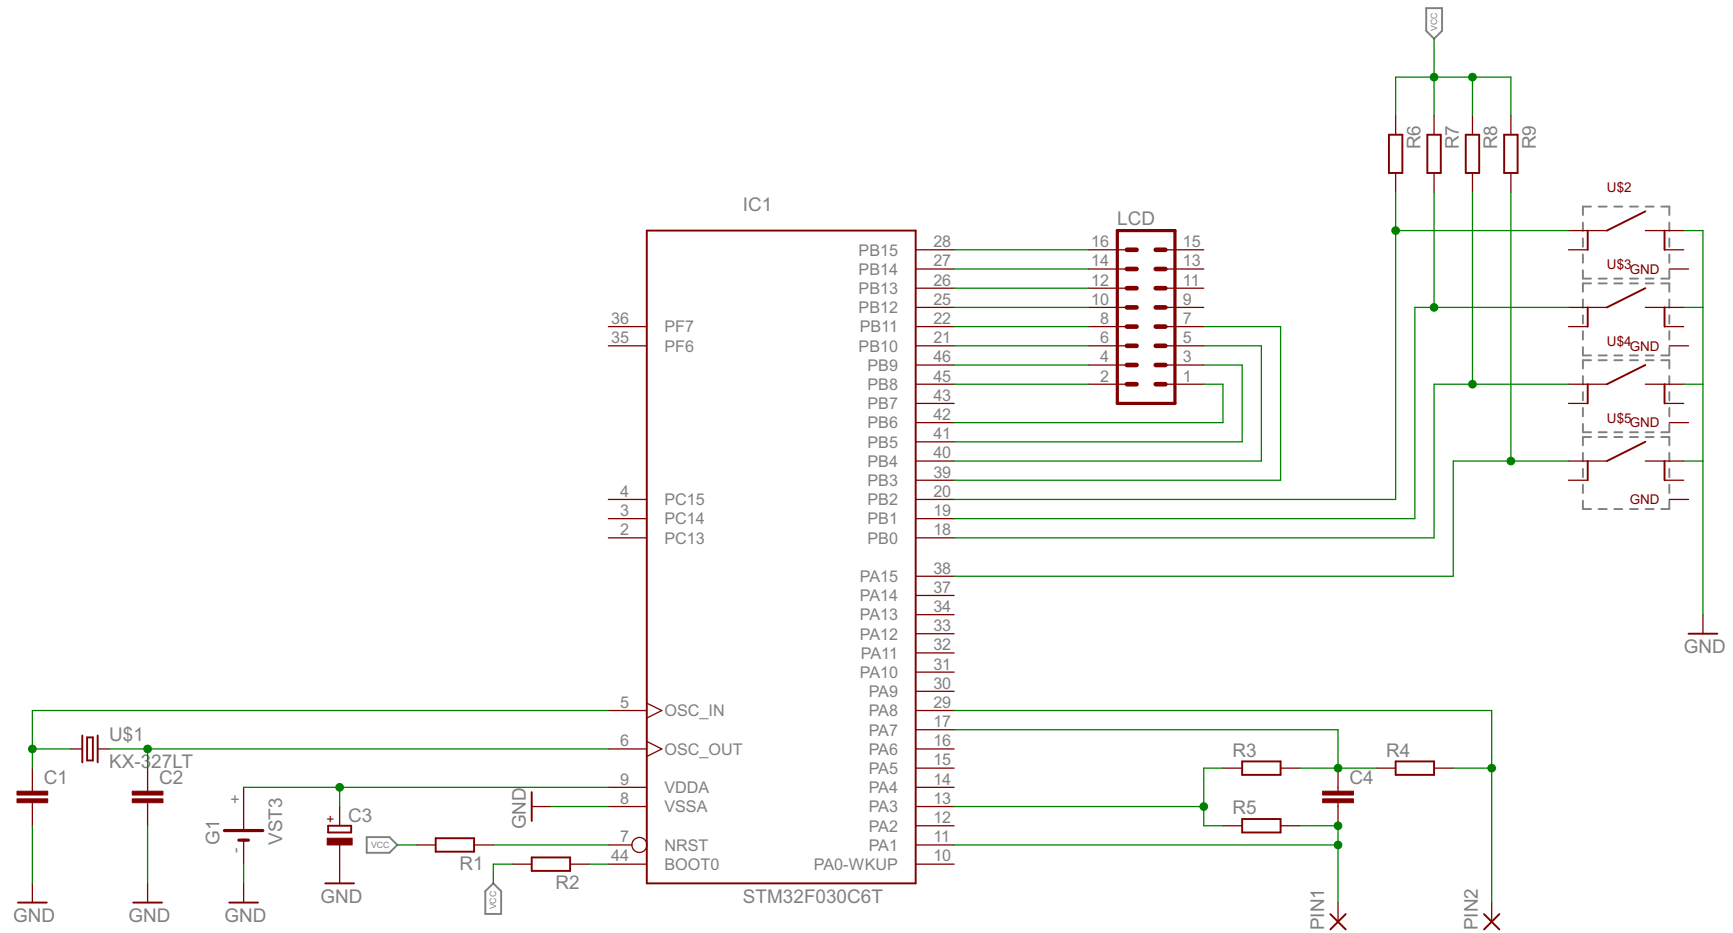 VCC
R6 R7 R8 R9
U$2
GND
U$3
GND
U$4
GND
U$5
GND
GND
IC1
LCD
PB15 28
PB14 27
PB13 26
PB12 25
PB11 22
PB10 21
PB9 46
PB8 45
PB7 43
PB6 42
PB5 41
PB4 40
PB3 39
PB2 20
PB1 19
PB0 18
PA15 38
PA14 37
PA13 34
PA12 33
PA11 32
PA10 31
PA9 30
PA8 29
PA7 17
PA6 16
PA5 15
PA4 14
PA3 13
PA2 12
PA1 11
PA0-WKUP 10
16 15
14 13
12 11
10 9
8 7
6 5
4 3
2 1
36 PF7
35 PF6
4 PC15
3 PC14
2 PC13
5 OSC_IN
6 OSC_OUT
9 VDDA
8 VSSA
7 NRST
44 BOOT0
STM32F030C6T
U$1
KX-327LT
C1
C2
+
-
G1
VST3
+
C3
GND
VCC
R1
VCC
R2
GND
GND
GND
GND
R3
R4
C4
R5
PIN1
PIN2